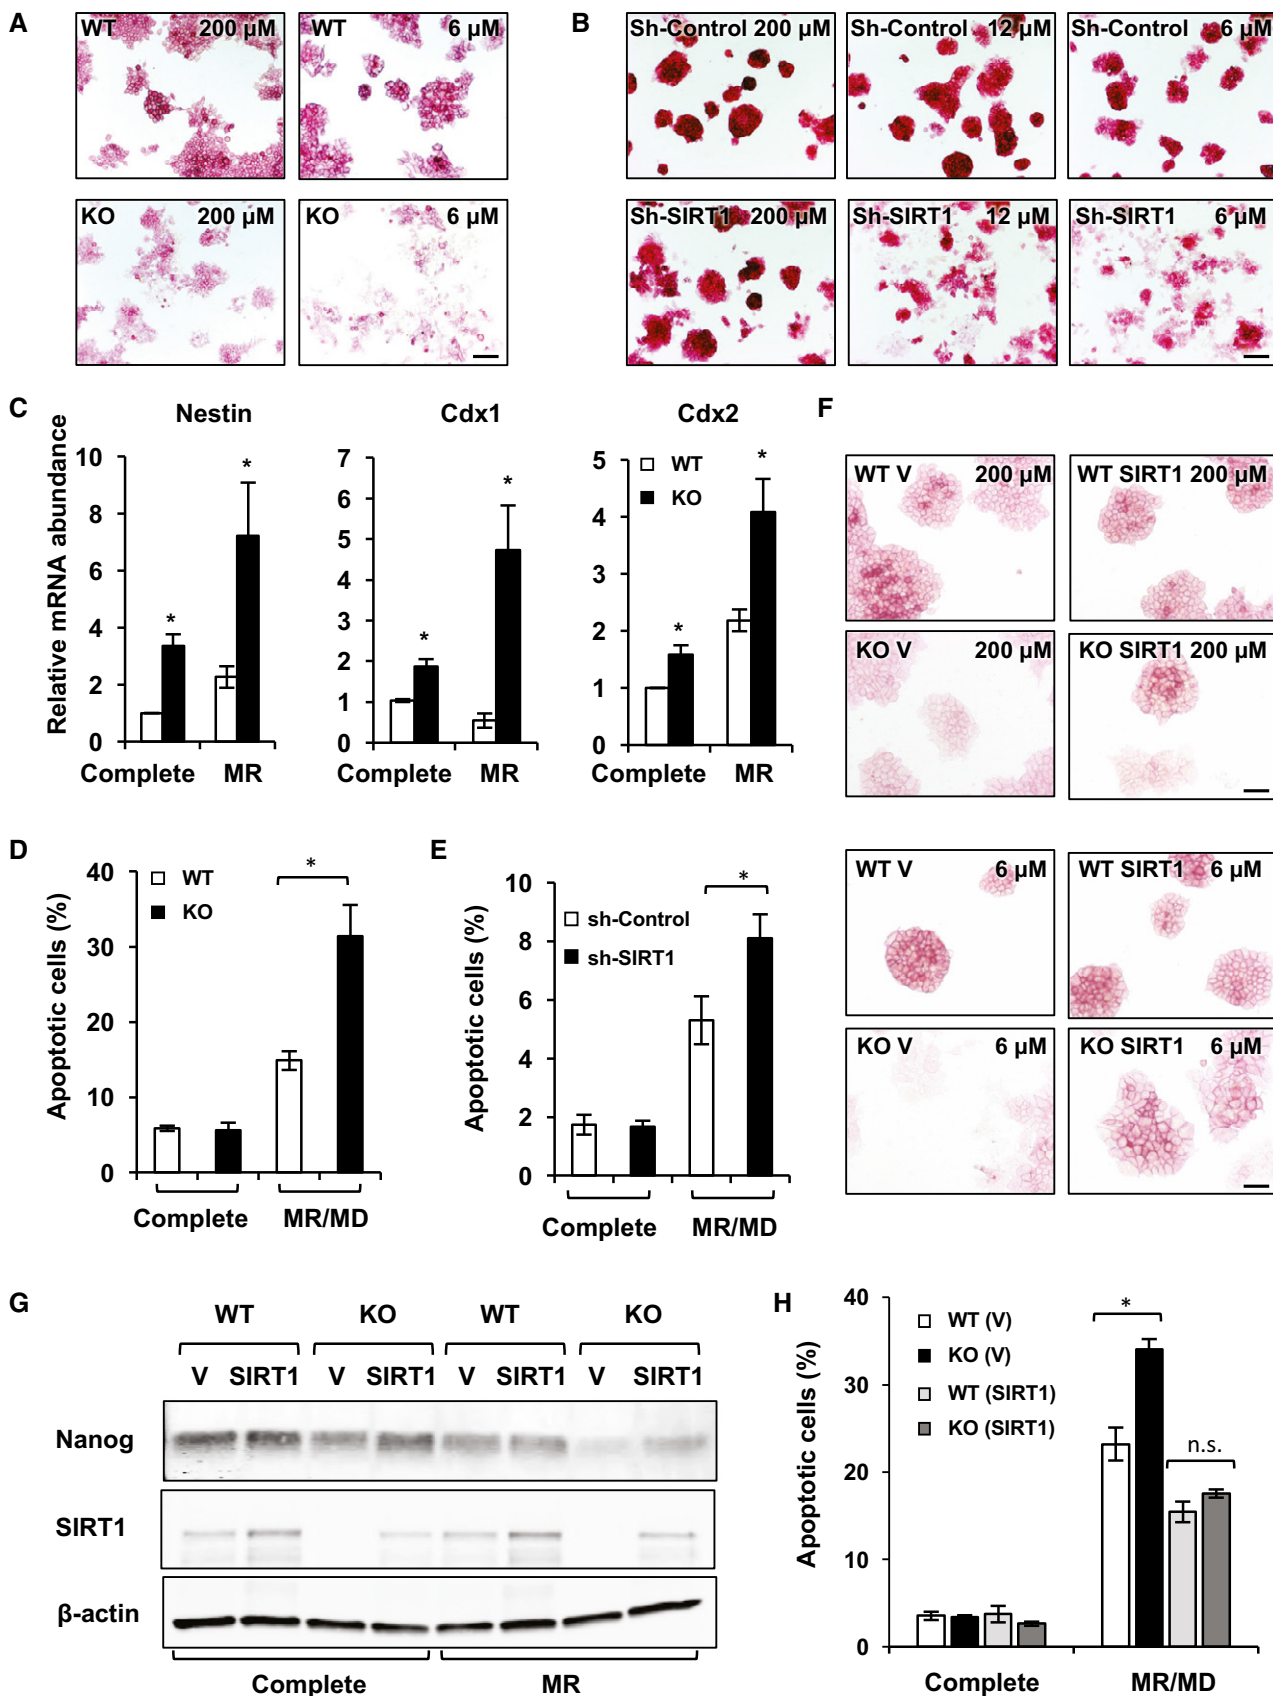 A
WT 200 µM
WT 6 µM
KO 200 µM
KO 6 µM
B
Sh-Control 200 µM
Sh-Control 12 µM
Sh-Control 6 µM
Sh-SIRT1 200 µM
Sh-SIRT1 12 µM
Sh-SIRT1 6 µM
C
Relative mRNA abundance
Nestin
10
8
6
4
2
0
*
*
Complete MR
Cdx1
7
6
5
4
3
2
1
0
*
*
Complete MR
Cdx2
5
4
3
2
1
0
WT
KO
*
*
Complete MR
F
WT V 200 µM
WT SIRT1 200 µM
KO V 200 µM
KO SIRT1 200 µM
WT V 6 µM
WT SIRT1 6 µM
KO V 6 µM
KO SIRT1 6 µM
D
Apoptotic cells (%)
40
30
20
10
0
WT
KO
*
Complete MR/MD
E
Apoptotic cells (%)
10
8
6
4
2
0
sh-Control
sh-SIRT1
*
Complete MR/MD
G
WT KO WT KO
V SIRT1 V SIRT1 V SIRT1 V SIRT1
Nanog
SIRT1
β-actin
Complete MR
H
Apoptotic cells (%)
40
30
20
10
0
WT (V)
KO (V)
WT (SIRT1)
KO (SIRT1)
*
n.s.
Complete MR/MD